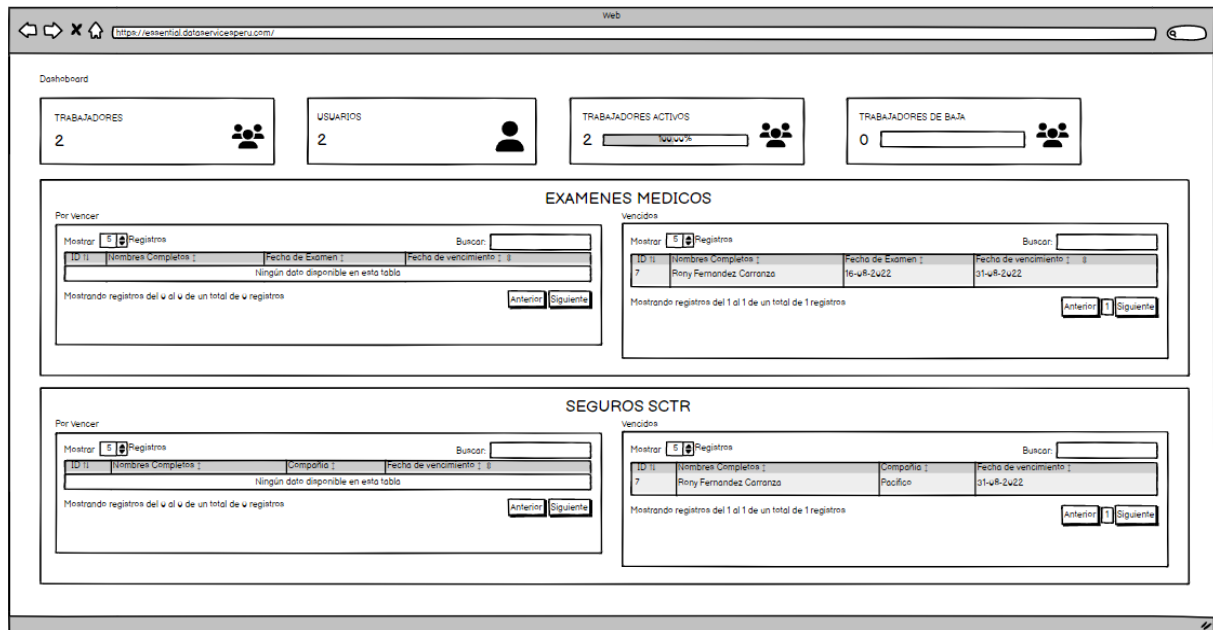 Web
https://essential.dataservicesperu.com/
Dashoboard
TRABAJADORES
2
USUARIOS
2
TRABAJADORES ACTIVOS
2 100,00%
TRABAJADORES DE BAJA
0
EXAMENES MEDICOS
Por Vencer
Mostrar 5 Registros Buscar:
ID Nombres Completos Fecha de Examen Fecha de vencimiento
Ningún dato disponible en esta tabla
Mostrando registros del 0 al 0 de un total de 0 registros
Anterior Siguiente
Vencidos
Mostrar 5 Registros Buscar:
ID Nombres Completos Fecha de Examen Fecha de vencimiento
7 Rony Fernandez Carranza 16-08-2022 31-08-2022
Mostrando registros del 1 al 1 de un total de 1 registros
Anterior 1 Siguiente
SEGUROS SCTR
Por Vencer
Mostrar 5 Registros Buscar:
ID Nombres Completos Compañia Fecha de vencimiento
Ningún dato disponible en esta tabla
Mostrando registros del 0 al 0 de un total de 0 registros
Anterior Siguiente
Vencidos
Mostrar 5 Registros Buscar:
ID Nombres Completos Compañia Fecha de vencimiento
7 Rony Fernandez Carranza Pacifico 31-08-2022
Mostrando registros del 1 al 1 de un total de 1 registros
Anterior 1 Siguiente